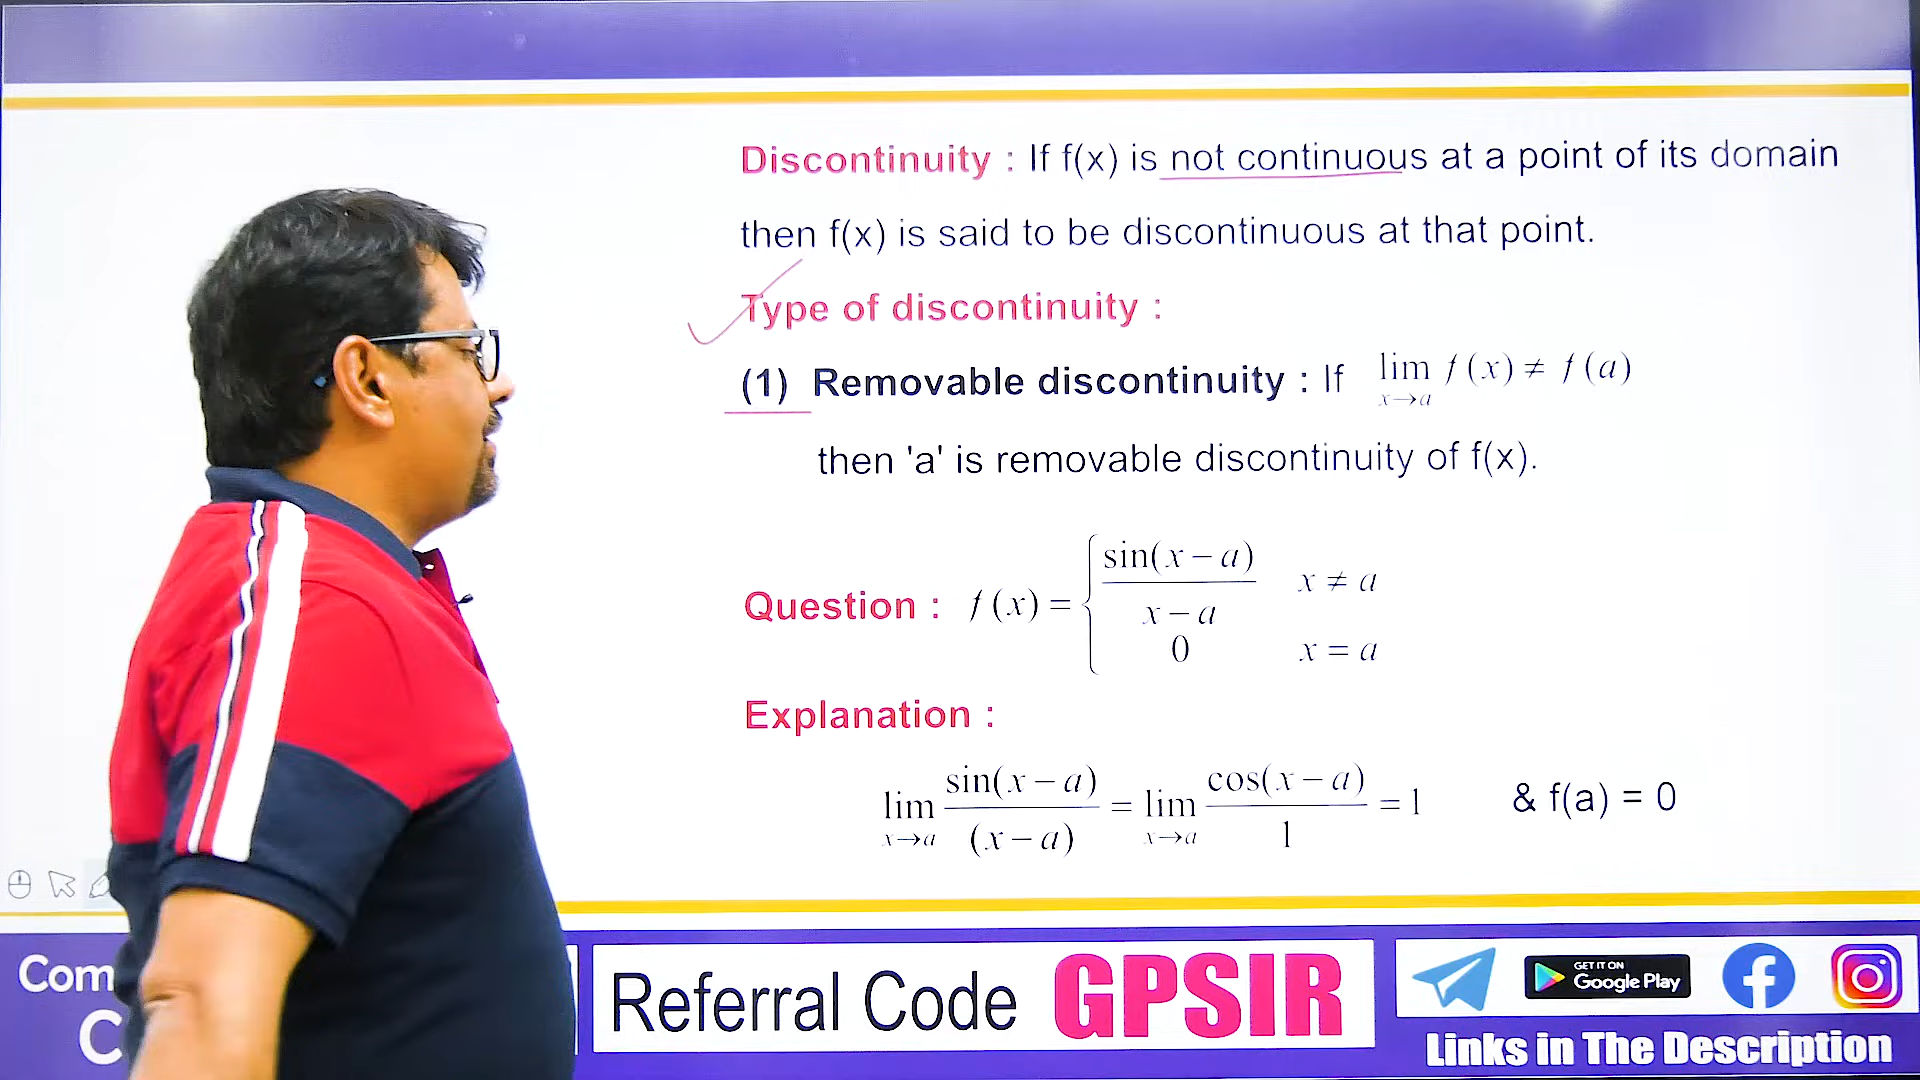 Discontinuity : If f(x) is not continuous at a point of its domain
then f(x) is said to be discontinuous at that point.
Type of discontinuity :
(1) Removable discontinuity : If lim x→a f(x) ≠ f(a)
then 'a' is removable discontinuity of f(x).
Question : f(x) = { sin(x − a) / x − a    x ≠ a
0    x = a
Explanation :
lim x→a sin(x − a) / (x − a) = lim x→a cos(x − a) / 1 = 1    & f(a) = 0
Com
C
Referral Code GPSIR
GET IT ON
Google Play
Links in The Description